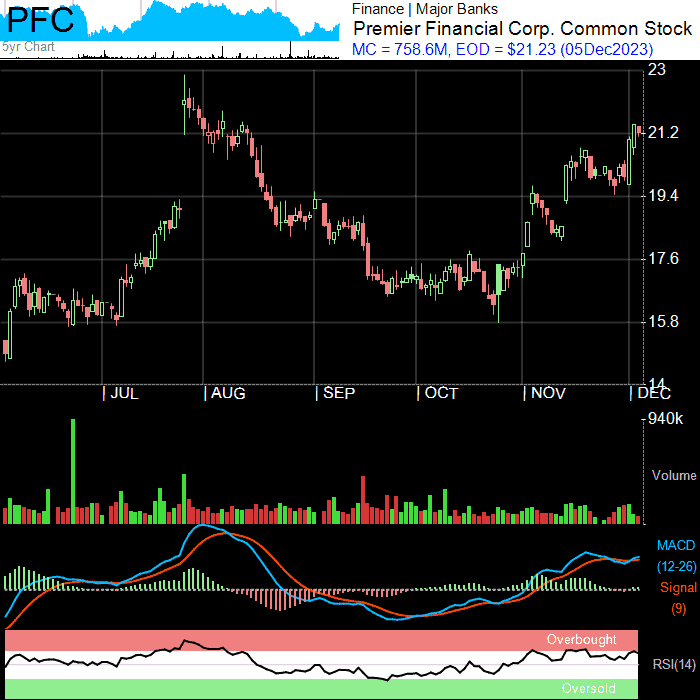 PFC
5yr Chart
Finance | Major Banks
Premier Financial Corp. Common Stock
MC = 758.6M, EOD = $21.23 (05Dec2023)
23
21.2
19.4
17.6
15.8
14
| JUL | AUG | SEP | OCT | NOV | DEC
940k
Volume
MACD
(12-26)
Signal
(9)
Overbought
RSI(14)
Oversold